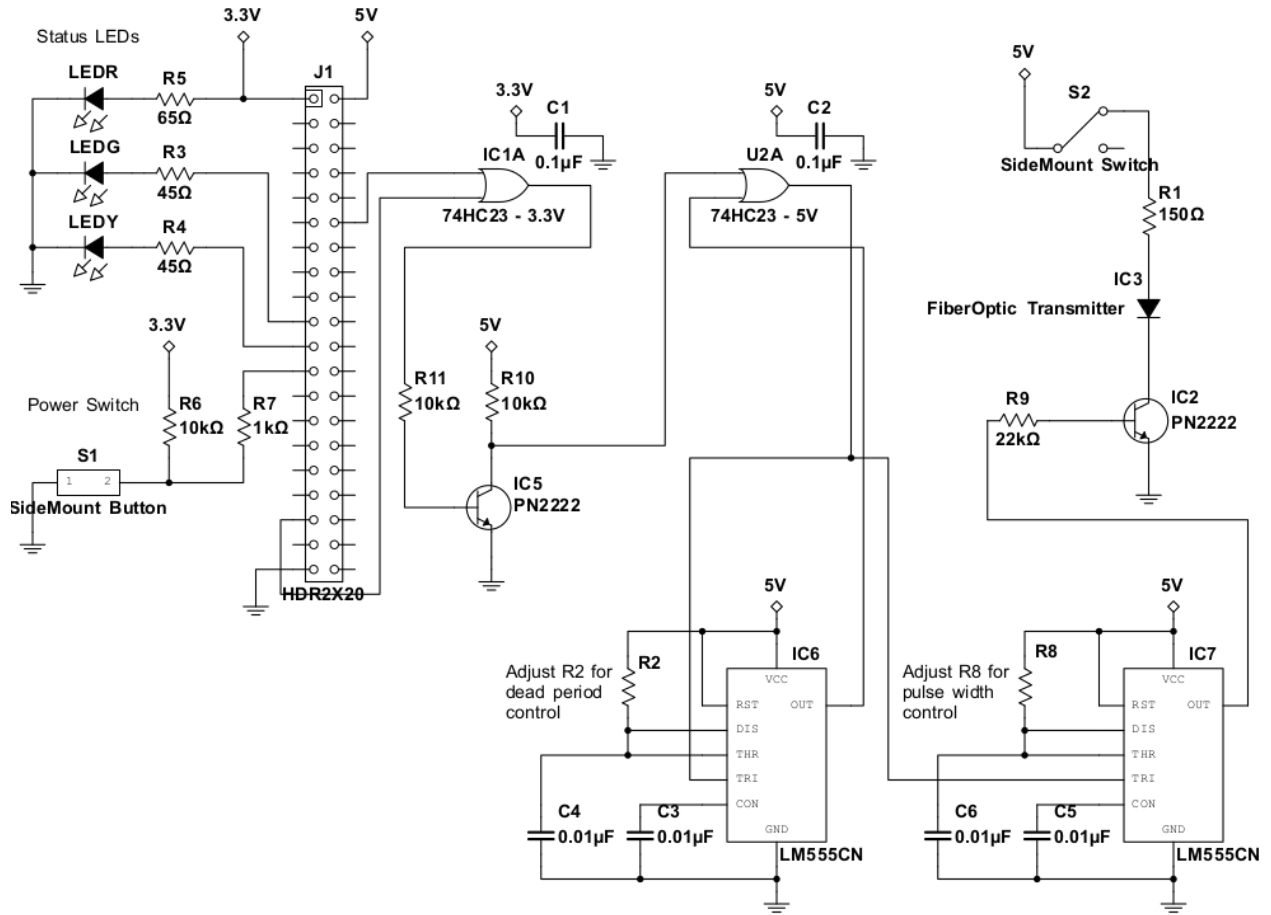 3.3V
5V
Status LEDs
LEDR
R5
65Ω
LEDG
R3
45Ω
LEDY
R4
45Ω
J1
HDR2X20
3.3V
Power Switch
R6
10kΩ
R7
1kΩ
S1
1 2
SideMount Button
3.3V
C1
0.1µF
IC1A
74HC23 - 3.3V
5V
C2
0.1µF
U2A
74HC23 - 5V
R11
10kΩ
5V
R10
10kΩ
IC5
PN2222
5V
S2
SideMount Switch
R1
150Ω
IC3
FiberOptic Transmitter
R9
22kΩ
IC2
PN2222
5V
IC6
R2
Adjust R2 for
dead period
control
VCC
RST OUT
DIS
THR
TRI
CON
GND
C4
0.01µF
C3
0.01µF
LM555CN
5V
IC7
R8
Adjust R8 for
pulse width
control
VCC
RST OUT
DIS
THR
TRI
CON
GND
C6
0.01µF
C5
0.01µF
LM555CN